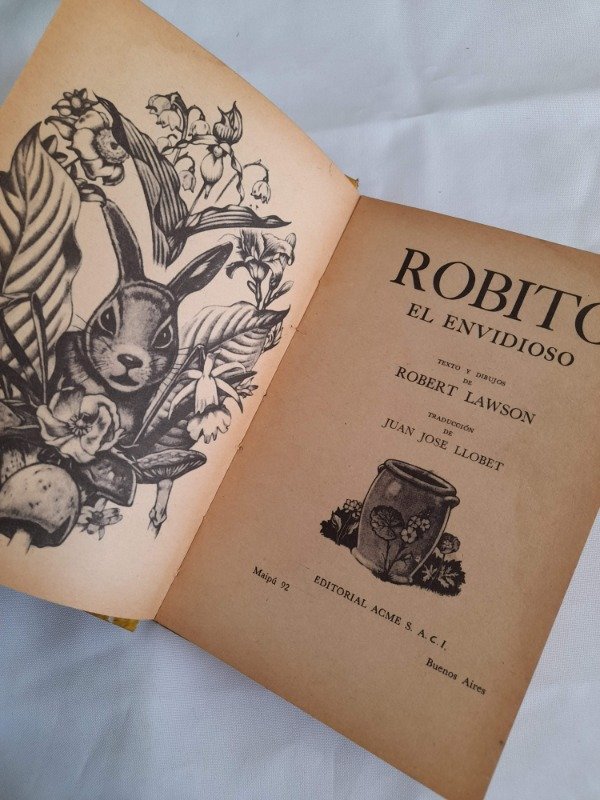 ROBITO
EL ENVIDIOSO
TEXTO Y DIBUJOS
DE
ROBERT LAWSON
TRADUCCIÓN
DE
JUAN JOSE LLOBET
Maipú 92
EDITORIAL ACME S. A. C. I.
Buenos Aires